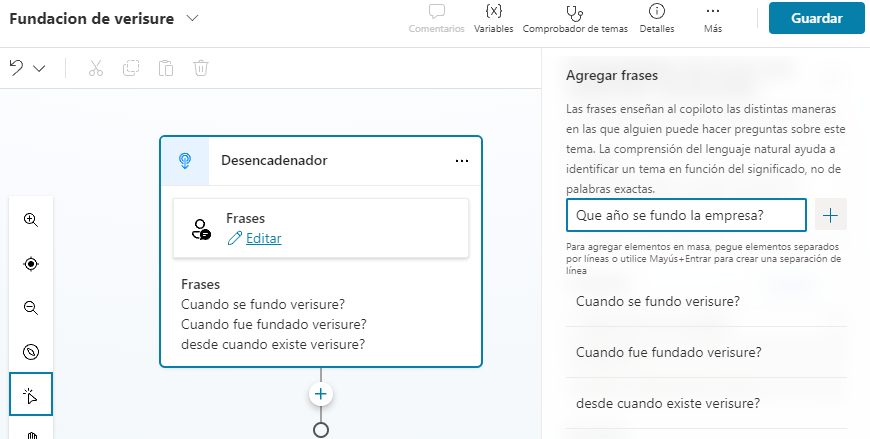 Fundacion de verisure
Comentarios
{x}
Variables
Comprobador de temas
Detalles
Más
Guardar
Desencadenador
Frases
Editar
Frases
Cuando se fundo verisure?
Cuando fue fundado verisure?
desde cuando existe verisure?
Agregar frases
Las frases enseñan al copiloto las distintas maneras
en las que alguien puede hacer preguntas sobre este
tema. La comprensión del lenguaje natural ayuda a
identificar un tema en función del significado, no de
palabras exactas.
Que año se fundo la empresa?
Para agregar elementos en masa, pegue elementos separados
por líneas o utilice Mayús+Entrar para crear una separación de
línea
Cuando se fundo verisure?
Cuando fue fundado verisure?
desde cuando existe verisure?